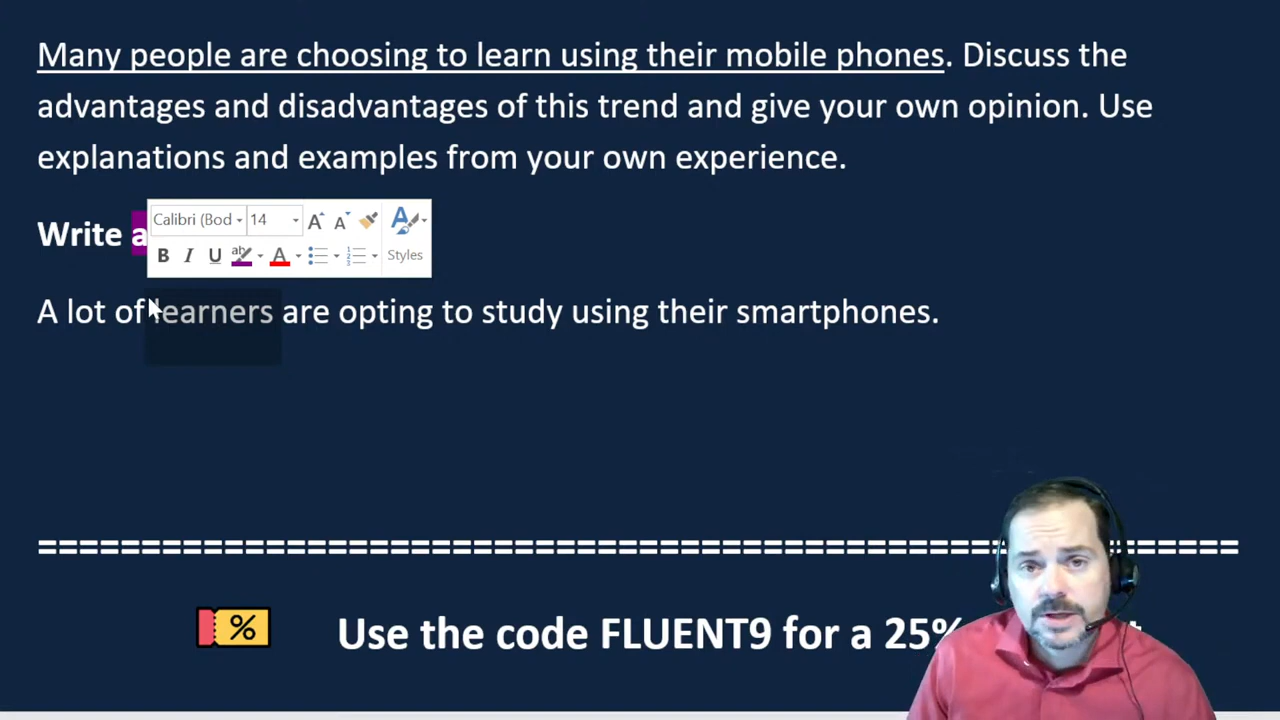 Many people are choosing to learn using their mobile phones. Discuss the
advantages and disadvantages of this trend and give your own opinion. Use
explanations and examples from your own experience.
Write a
Calibri (Bod 14
B I U Styles
A lot of learners are opting to study using their smartphones.
==========================================================
% Use the code FLUENT9 for a 25%